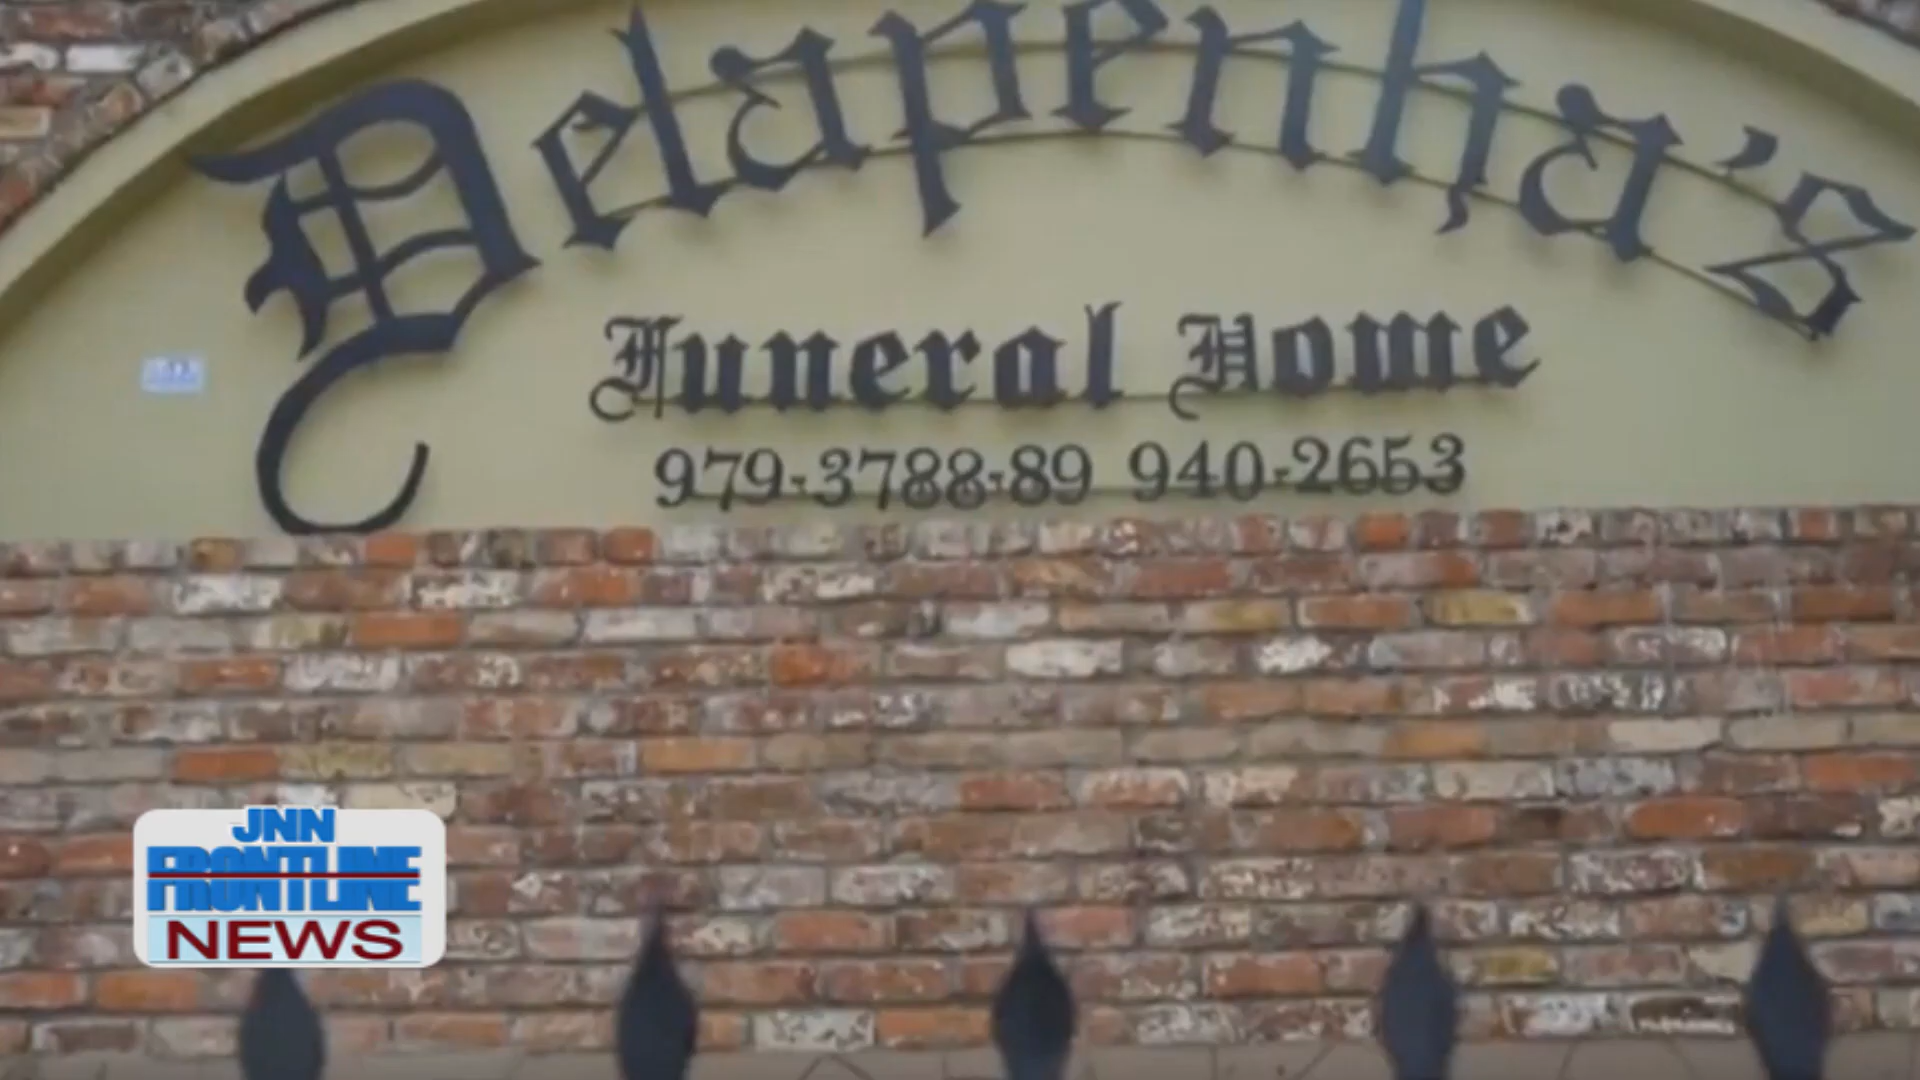 Delapenha's
Funeral Home
979-3788-89 940-2653
JNN
FRONTLINE
NEWS